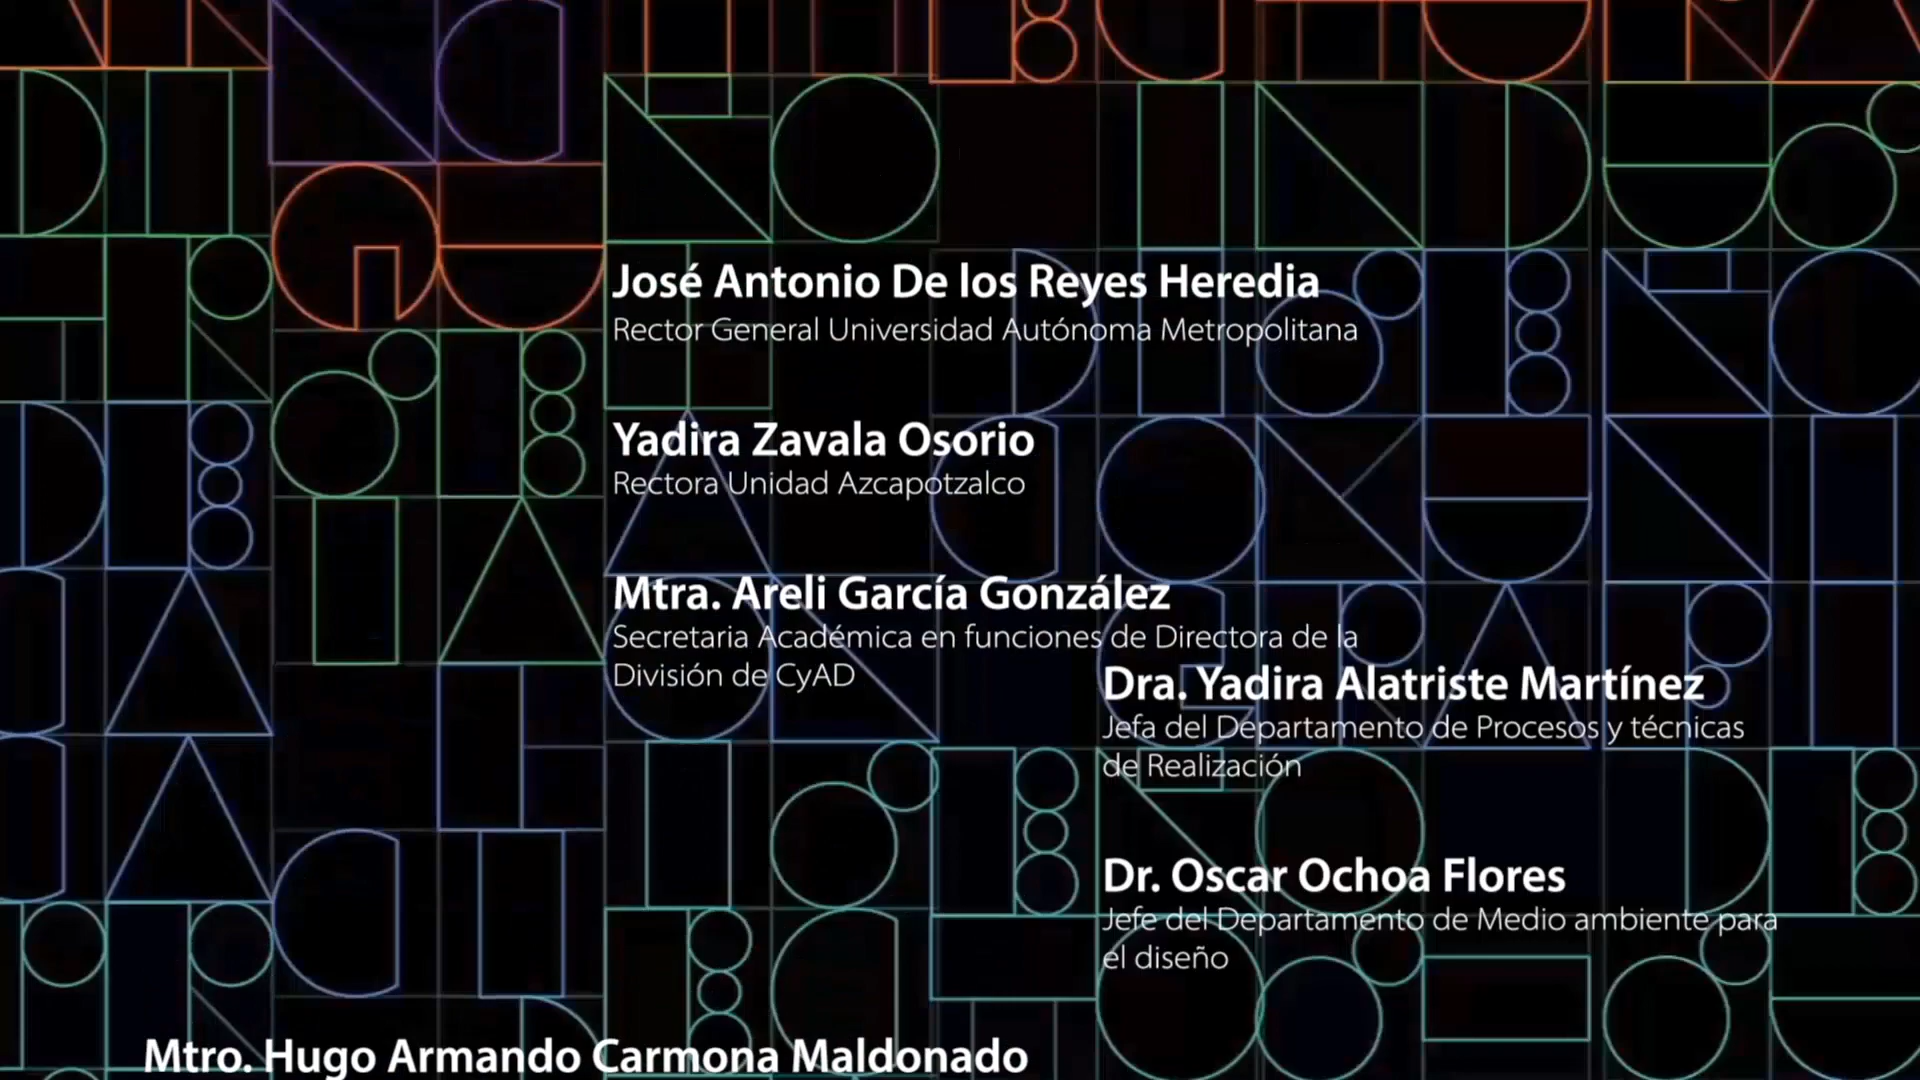 José Antonio De los Reyes Heredia
Rector General Universidad Autónoma Metropolitana
Yadira Zavala Osorio
Rectora Unidad Azcapotzalco
Mtra. Areli García González
Secretaria Académica en funciones de Directora de la
División de CyAD
Dra. Yadira Alatriste Martínez
Jefa del Departamento de Procesos y técnicas
de Realización
Dr. Oscar Ochoa Flores
Jefe del Departamento de Medio ambiente para
el diseño
Mtro. Hugo Armando Carmona Maldonado